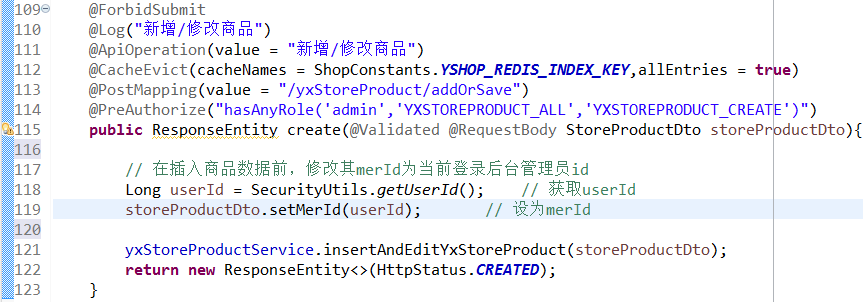 109 @ForbidSubmit
110 @Log("新增/修改商品")
111 @ApiOperation(value = "新增/修改商品")
112 @CacheEvict(cacheNames = ShopConstants.YSHOP_REDIS_INDEX_KEY,allEntries = true)
113 @PostMapping(value = "/yxStoreProduct/addOrSave")
114 @PreAuthorize("hasAnyRole('admin','YXSTOREPRODUCT_ALL','YXSTOREPRODUCT_CREATE')")
115 public ResponseEntity create(@Validated @RequestBody StoreProductDto storeProductDto){
116
117 // 在插入商品数据前，修改其merId为当前登录后台管理员id
118 Long userId = SecurityUtils.getUserId(); // 获取userId
119 storeProductDto.setMerId(userId); // 设为merId
120
121 yxStoreProductService.insertAndEditYxStoreProduct(storeProductDto);
122 return new ResponseEntity<>(HttpStatus.CREATED);
123 }